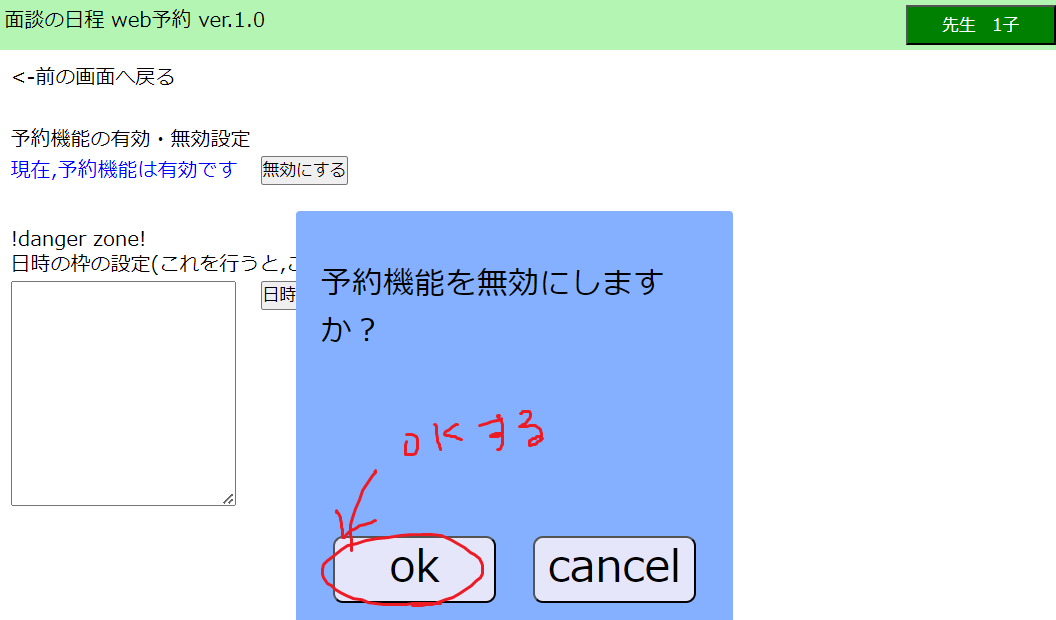 面談の日程 web予約 ver.1.0
先生　1子
<-前の画面へ戻る
予約機能の有効・無効設定
現在,予約機能は有効です
無効にする
!danger zone!
日時の枠の設定(これを行うと,こ
日時
予約機能を無効にします
か？
OKする
ok
cancel